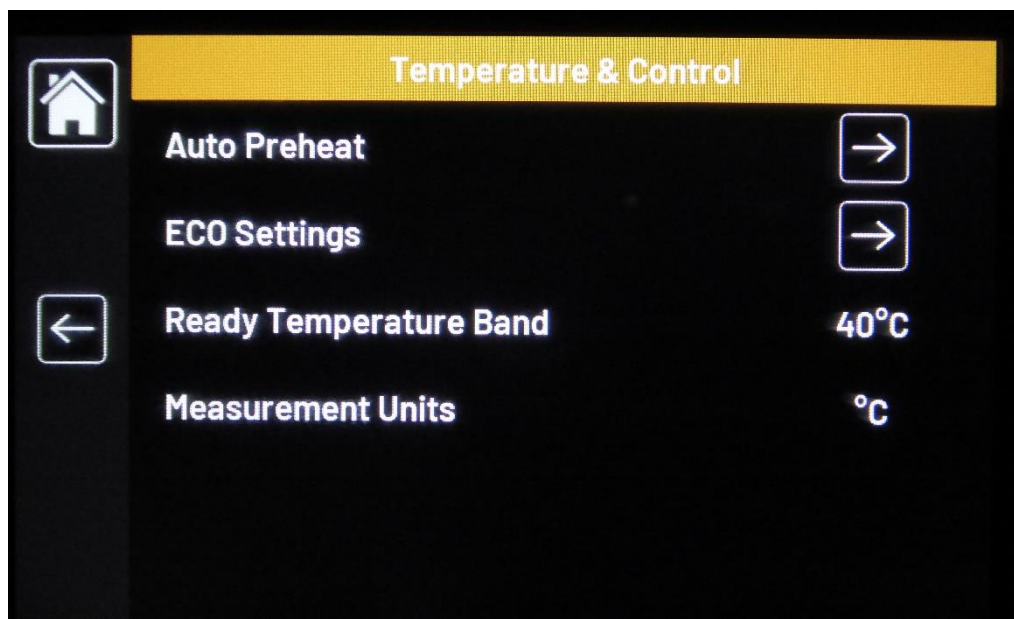 Temperature & Control
Auto Preheat
ECO Settings
Ready Temperature Band 40°C
Measurement Units °C